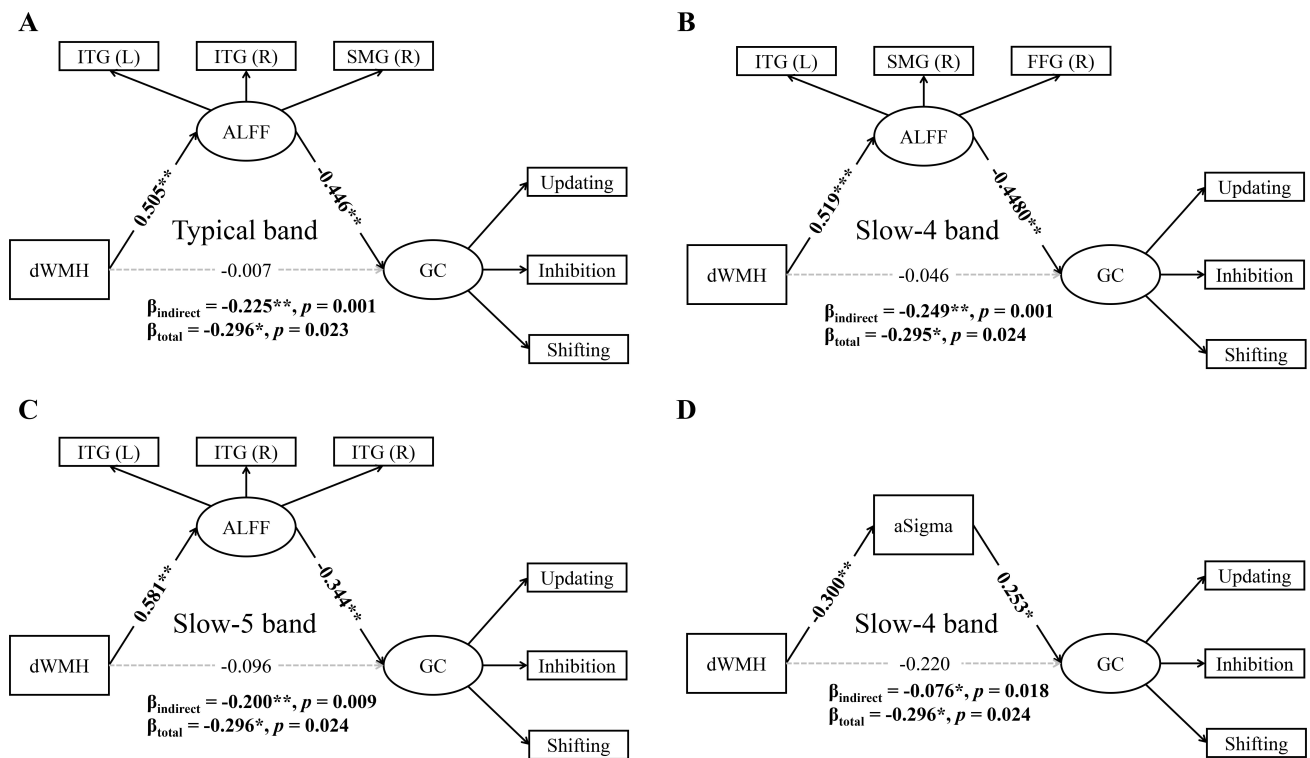 A
ITG (L)
ITG (R)
SMG (R)
ALFF
0.505**
-0.446**
Typical band
dWMH
-0.007
GC
Updating
Inhibition
Shifting
βindirect = -0.225**, p = 0.001
βtotal = -0.296*, p = 0.023
B
ITG (L)
SMG (R)
FFG (R)
ALFF
0.519***
-0.4480**
Slow-4 band
dWMH
-0.046
GC
Updating
Inhibition
Shifting
βindirect = -0.249**, p = 0.001
βtotal = -0.295*, p = 0.024
C
ITG (L)
ITG (R)
ITG (R)
ALFF
0.581**
-0.344**
Slow-5 band
dWMH
-0.096
GC
Updating
Inhibition
Shifting
βindirect = -0.200**, p = 0.009
βtotal = -0.296*, p = 0.024
D
aSigma
-0.300**
0.253*
Slow-4 band
dWMH
-0.220
GC
Updating
Inhibition
Shifting
βindirect = -0.076*, p = 0.018
βtotal = -0.296*, p = 0.024